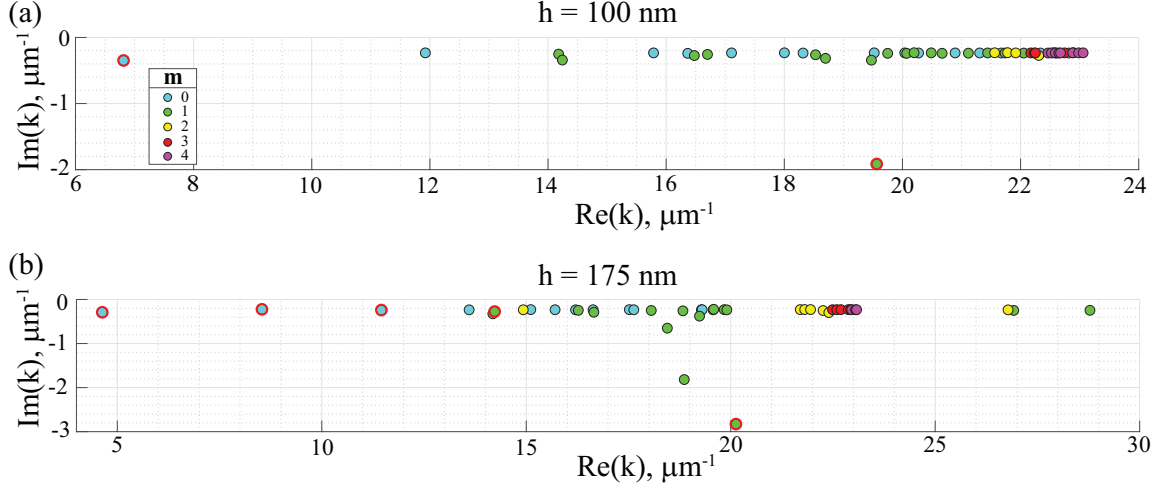 (a)
h = 100 nm
Im(k), μm⁻¹
0
-1
-2
m
0
1
2
3
4
6 8 10 12 14 16 18 20 22 24
Re(k), μm⁻¹
(b)
h = 175 nm
Im(k), μm⁻¹
0
-1
-2
-3
5 10 15 20 25 30
Re(k), μm⁻¹